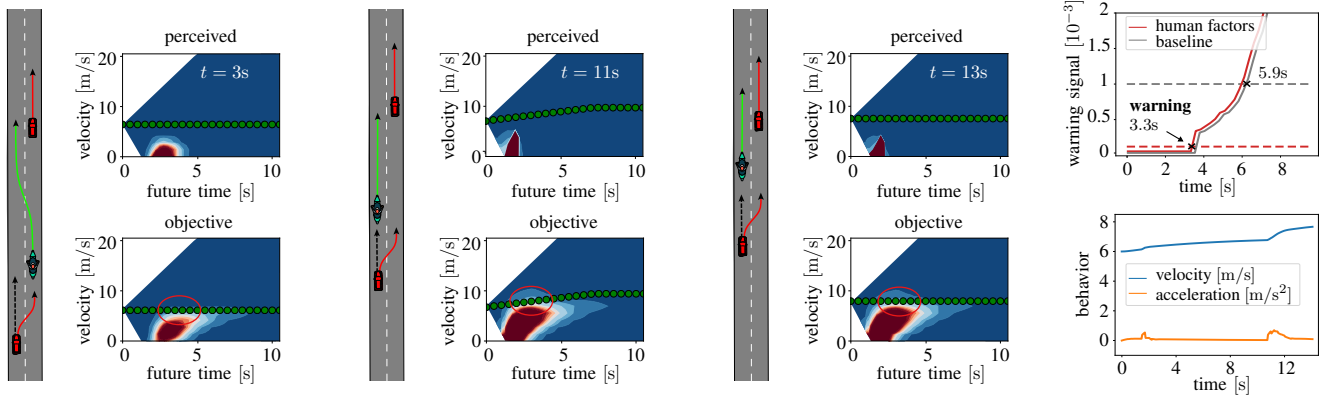 perceived
t = 3s
velocity [m/s]
20
10
0
0
5
10
future time [s]
objective
velocity [m/s]
20
10
0
0
5
10
future time [s]
perceived
t = 11s
velocity [m/s]
20
10
0
0
5
10
future time [s]
objective
velocity [m/s]
20
10
0
0
5
10
future time [s]
perceived
t = 13s
velocity [m/s]
20
10
0
0
5
10
future time [s]
objective
velocity [m/s]
20
10
0
0
5
10
future time [s]
warning signal [10⁻³]
2
1
0.5
0
human factors
baseline
5.9s
warning
3.3s
0
2
4
6
8
time [s]
behavior
8
6
4
2
0
velocity [m/s]
acceleration [m/s²]
0
4
8
12
time [s]